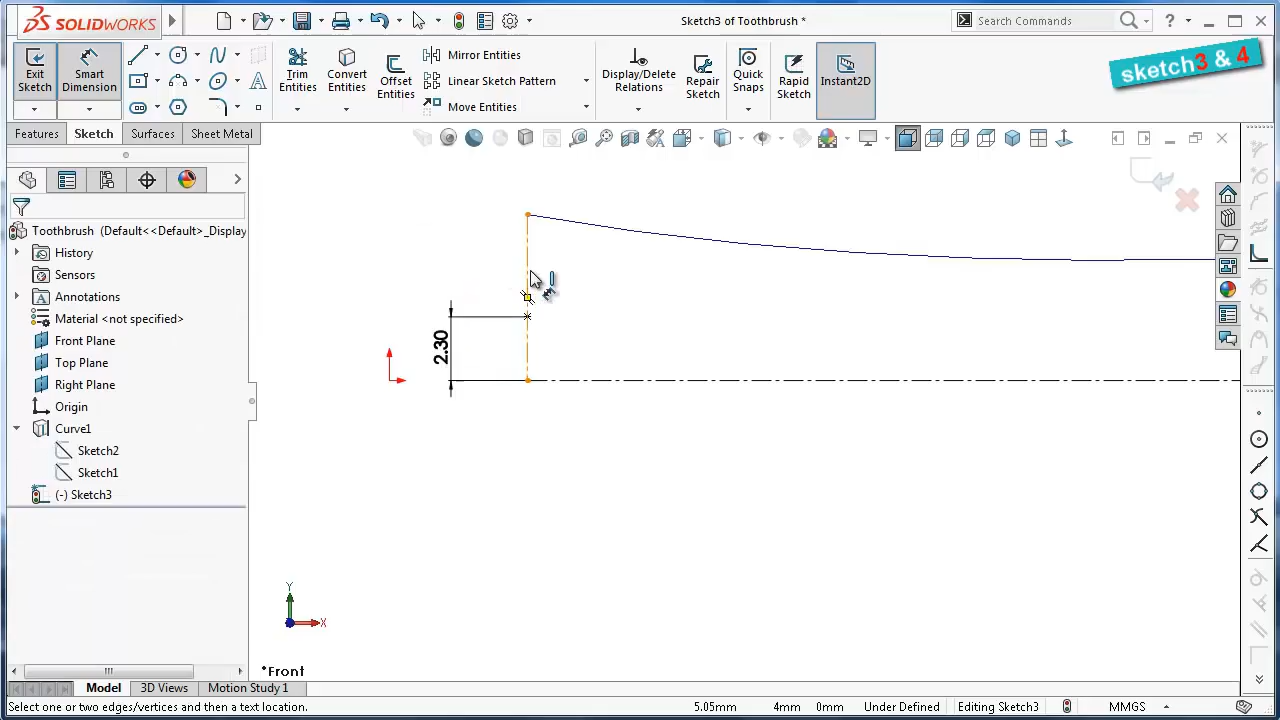 SOLIDWORKS
Sketch3 of Toothbrush *
Search Commands
sketch3 & 4
Exit Sketch
Smart Dimension
Trim Entities
Convert Entities
Offset Entities
Mirror Entities
Linear Sketch Pattern
Move Entities
Display/Delete Relations
Repair Sketch
Quick Snaps
Rapid Sketch
Instant2D
Features
Sketch
Surfaces
Sheet Metal
Toothbrush (Default<<Default>_Display
History
Sensors
Annotations
Material <not specified>
Front Plane
Top Plane
Right Plane
Origin
Curve1
Sketch2
Sketch1
(-) Sketch3
2.30
Y
X
*Front
Model
3D Views
Motion Study 1
Select one or two edges/vertices and then a text location.
5.05mm
4mm
0mm
Under Defined
Editing Sketch3
MMGS